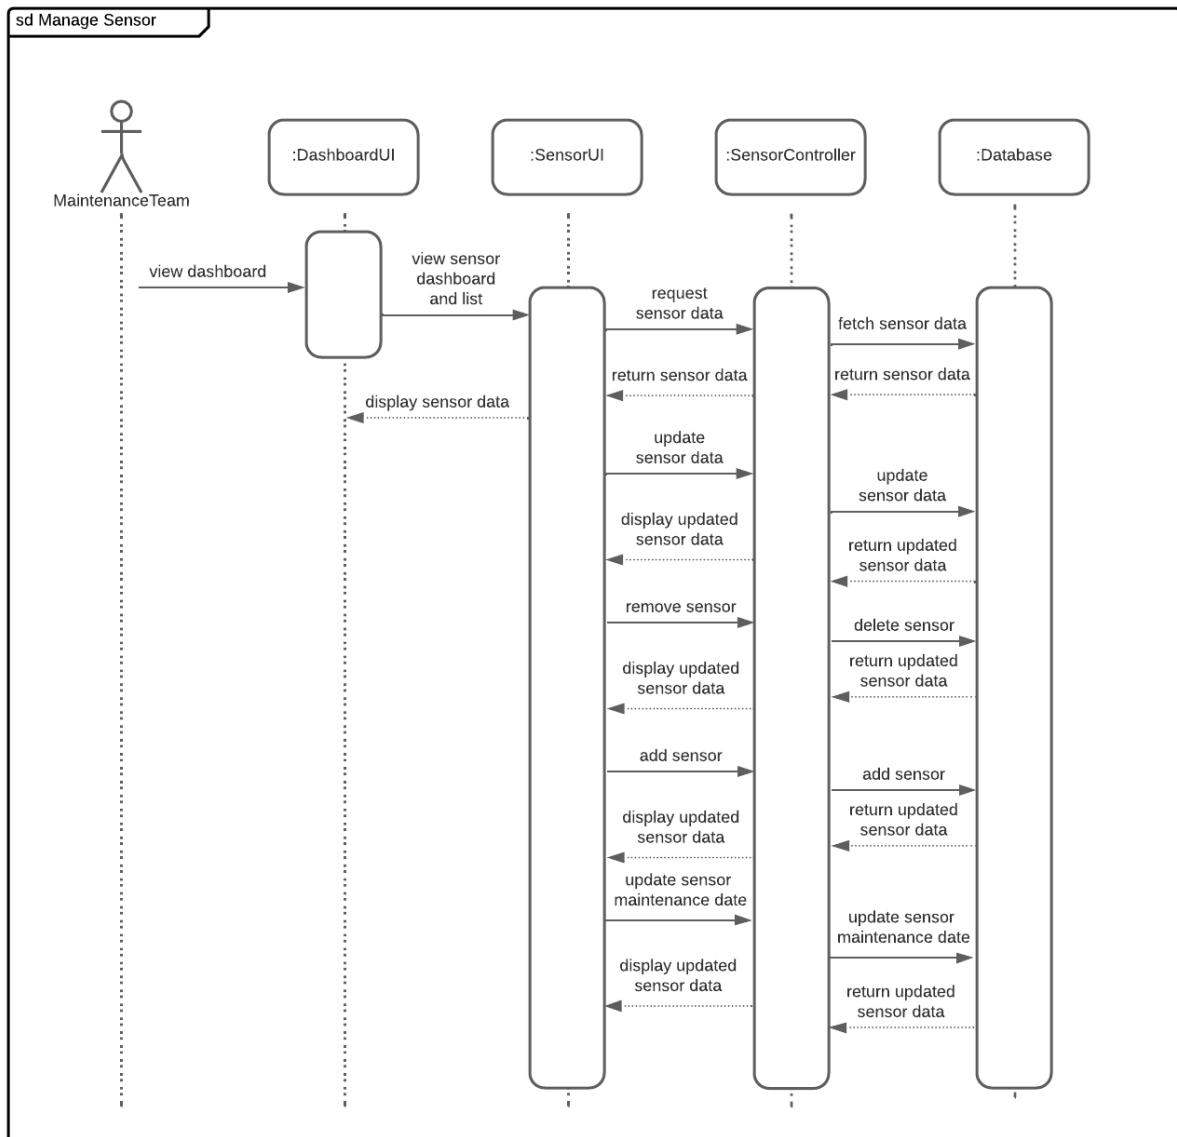 sd Manage Sensor
MaintenanceTeam
:DashboardUI
:SensorUI
:SensorController
:Database
view dashboard
view sensor
dashboard
and list
request
sensor data
fetch sensor data
return sensor data
return sensor data
display sensor data
update
sensor data
update
sensor data
display updated
sensor data
return updated
sensor data
remove sensor
delete sensor
display updated
sensor data
return updated
sensor data
add sensor
add sensor
display updated
sensor data
return updated
sensor data
update sensor
maintenance date
update sensor
maintenance date
display updated
sensor data
return updated
sensor data